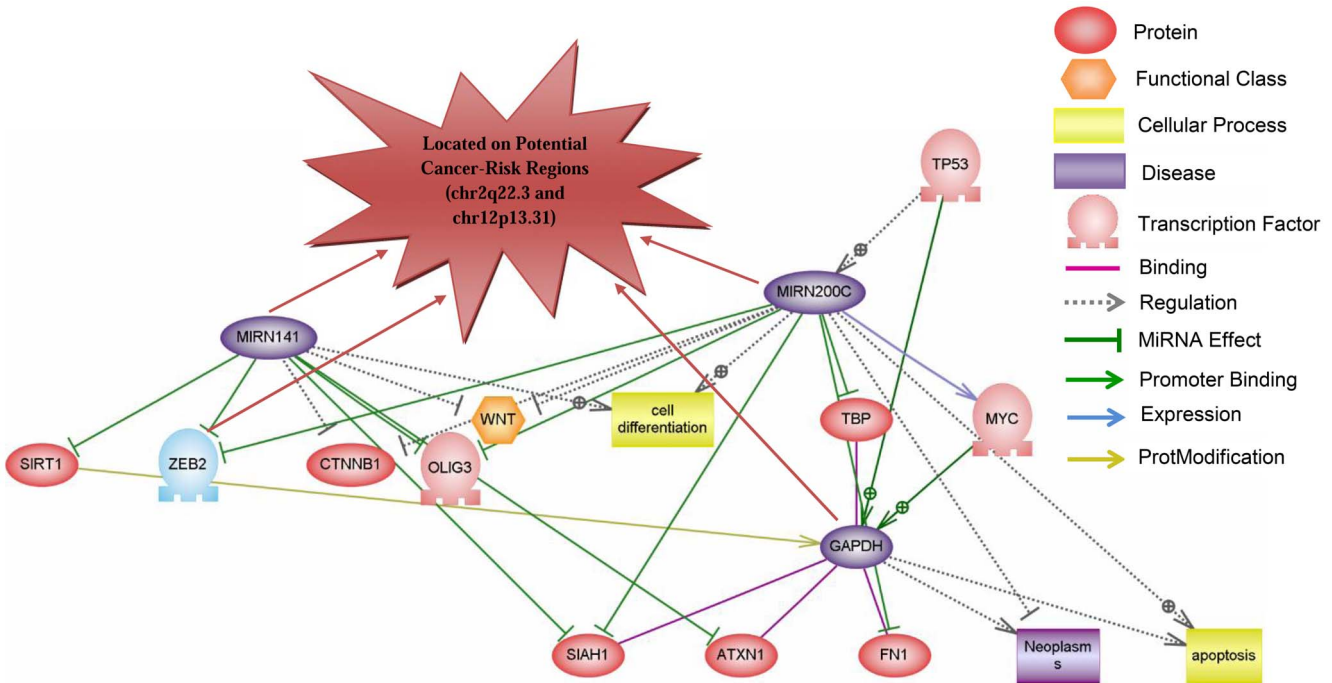 Located on Potential
Cancer-Risk Regions
(chr2q22.3 and
chr12p13.31)
TP53
MIRN200C
MIRN141
WNT
cell
differentiation
TBP
MYC
SIRT1
ZEB2
CTNNB1
OLIG3
GAPDH
SIAH1
ATXN1
FN1
Neoplasm
s
apoptosis
Protein
Functional Class
Cellular Process
Disease
Transcription Factor
Binding
Regulation
MiRNA Effect
Promoter Binding
Expression
ProtModification